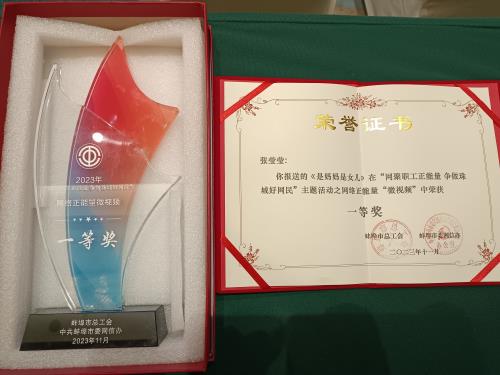 2023年
网络正能量微视频
一等奖
蚌埠市总工会
中共蚌埠市委网信办
2023年11月
荣誉证书
张莹莹:
你报送的《是妈妈是女儿》在“网聚职工正能量 争做珠
城好网民”主题活动之网络正能量“微视频”中荣获
一等奖
蚌埠市总工会 蚌埠市委网信办
二〇二三年十一月